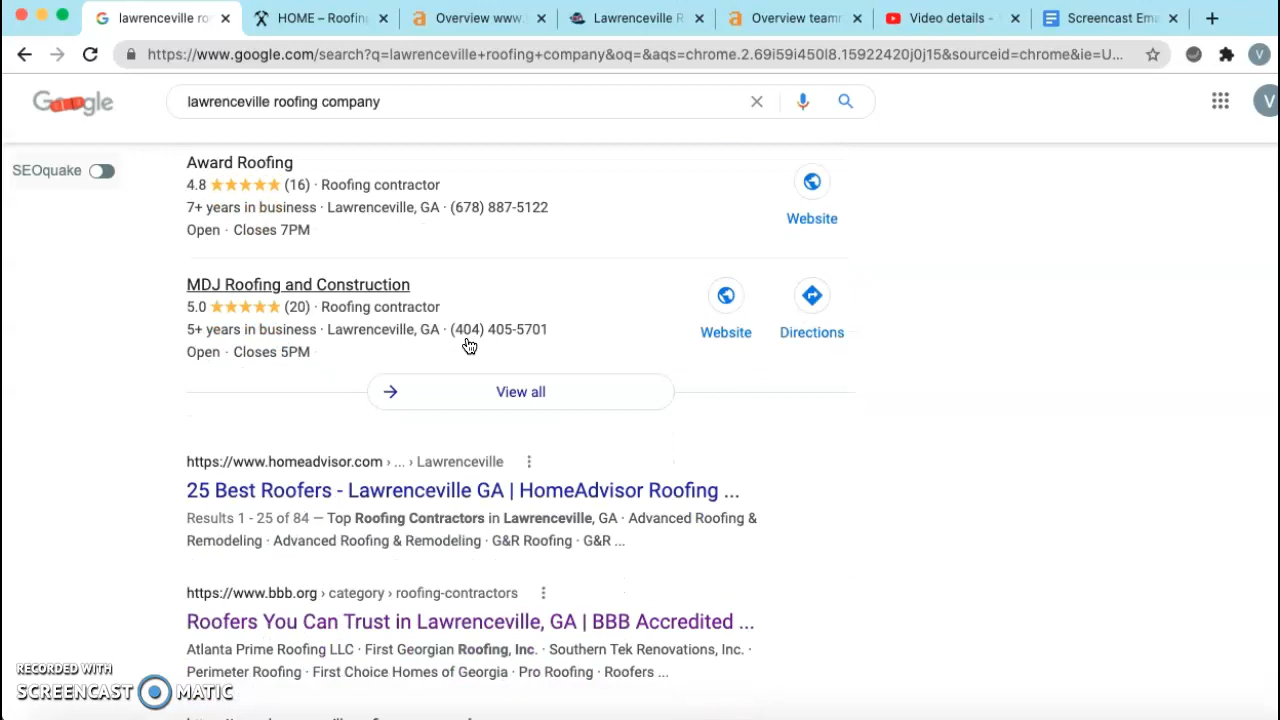 lawrenceville ro
HOME – Roofin
Overview www.
Lawrenceville R
Overview teamr
Video details -
Screencast Ema
https://www.google.com/search?q=lawrenceville+roofing+company&oq=&aqs=chrome.2.69i59i450l8.15922420j0j15&sourceid=chrome&ie=U...
V
Google
lawrenceville roofing company
V
SEOquake
Award Roofing
4.8 (16) · Roofing contractor
7+ years in business · Lawrenceville, GA · (678) 887-5122
Open · Closes 7PM
Website
MDJ Roofing and Construction
5.0 (20) · Roofing contractor
5+ years in business · Lawrenceville, GA · (404) 405-5701
Open · Closes 5PM
Website
Directions
View all
https://www.homeadvisor.com › ... › Lawrenceville
25 Best Roofers - Lawrenceville GA | HomeAdvisor Roofing ...
Results 1 - 25 of 84 — Top Roofing Contractors in Lawrenceville, GA · Advanced Roofing &
Remodeling · Advanced Roofing & Remodeling · G&R Roofing · G&R ...
https://www.bbb.org › category › roofing-contractors
Roofers You Can Trust in Lawrenceville, GA | BBB Accredited ...
Atlanta Prime Roofing LLC · First Georgian Roofing, Inc. · Southern Tek Renovations, Inc. ·
Perimeter Roofing · First Choice Homes of Georgia · Pro Roofing · Roofers ...
RECORDED WITH
SCREENCAST MATIC